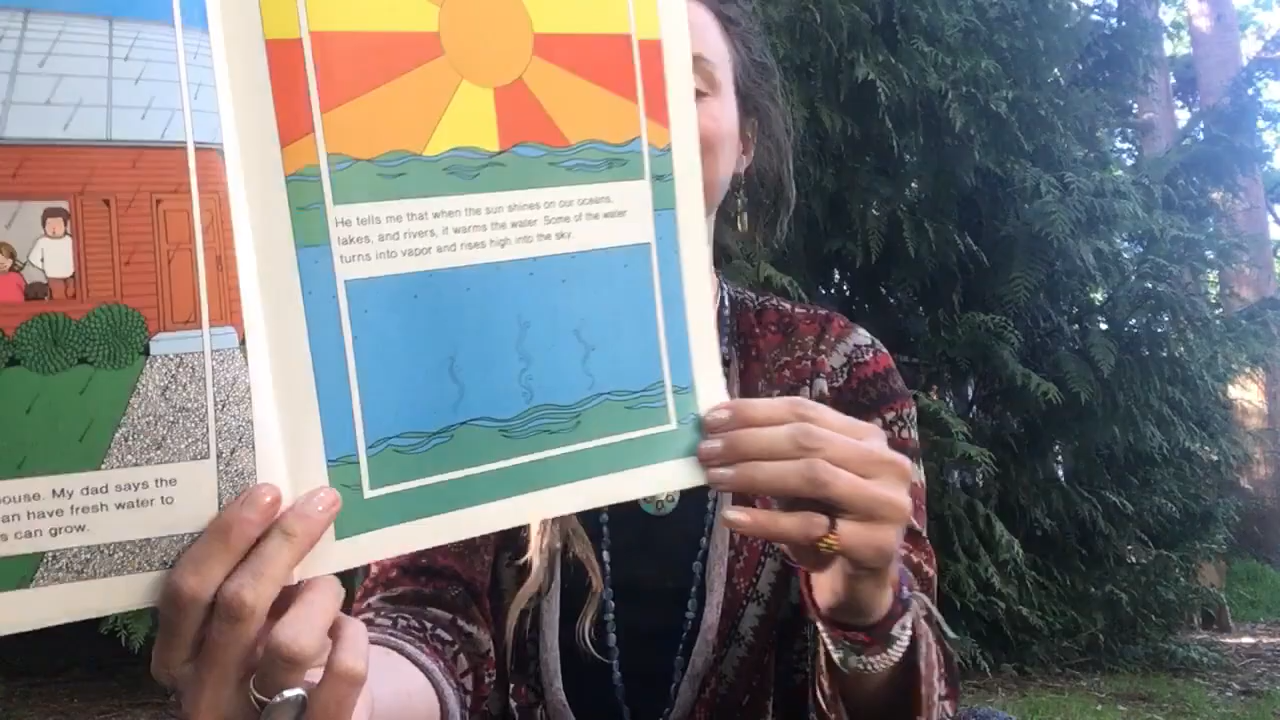 ouse. My dad says the
an have fresh water to
s can grow.
He tells me that when the sun shines on our oceans,
lakes, and rivers, it warms the water. Some of the water
turns into vapor and rises high into the sky.